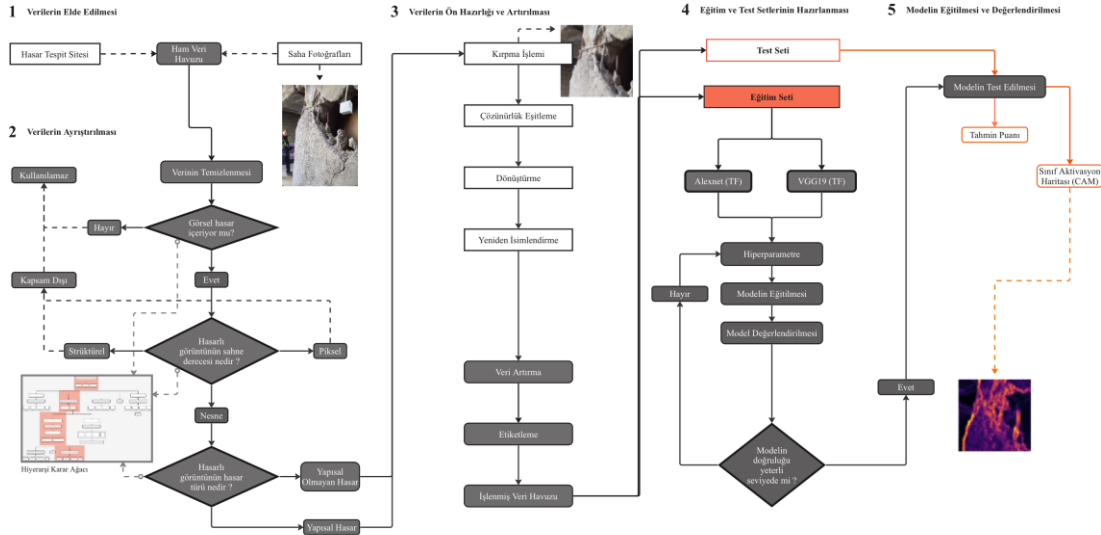 1 Verilerin Elde Edilmesi
Hasar Tespit Sitesi
Ham Veri
Havuzu
Saha Fotoğrafları
2 Verilerin Ayrıştırılması
Verinin Temizlenmesi
Kullanılamaz
Görsel hasar
içeriyor mu?
Hayır
Evet
Kapsam Dışı
Hasarlı
görüntünün sahne
derecesi nedir ?
Strüktürel
Piksel
Nesne
Hiyerarşi Karar Ağacı
Hasarlı
görüntünün hasar
türü nedir ?
Yapısal
Olmayan Hasar
Yapısal Hasar
3 Verilerin Ön Hazırlığı ve Artırılması
Kırpma İşlemi
Çözünürlük Eşitleme
Dönüştürme
Yeniden İsimlendirme
Veri Artırma
Etiketleme
İşlenmiş Veri Havuzu
4 Eğitim ve Test Setlerinin Hazırlanması
Test Seti
Eğitim Seti
Alexnet (TF)
VGG19 (TF)
Hiperparametre
Hayır
Modelin Eğitilmesi
Model Değerlendirilmesi
Modelin
doğruluğu
yeterli
seviyede mi ?
Evet
5 Modelin Eğitilmesi ve Değerlendirilmesi
Modelin Test Edilmesi
Tahmin Puanı
Sınıf Aktivasyon
Haritası (CAM)